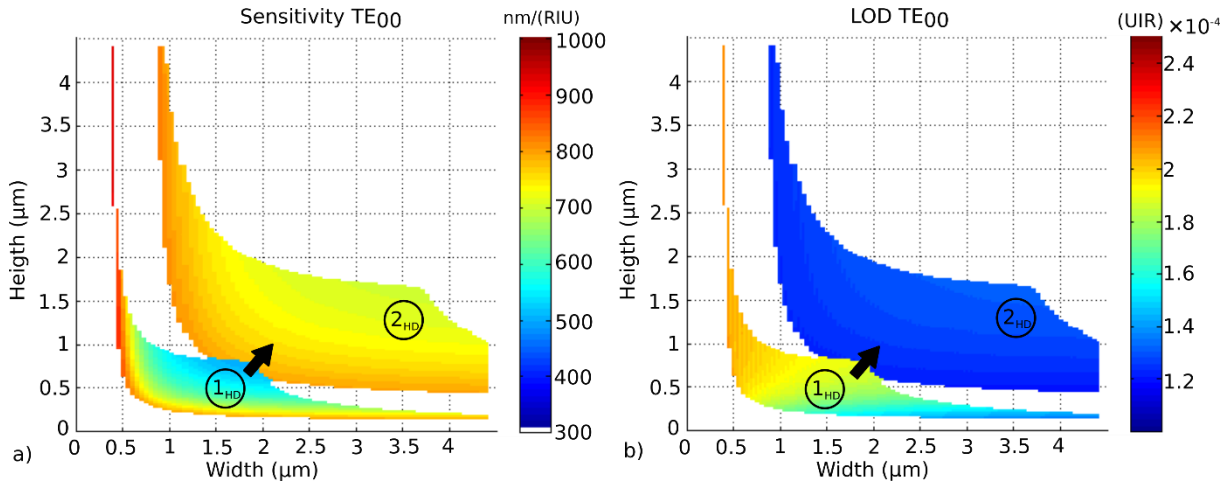 Sensitivity TE00
nm/(RIU)
4
3.5
3
2.5
2
1.5
1
0.5
0
Heigth (μm)
0 0.5 1 1.5 2 2.5 3 3.5 4
Width (μm)
1HD
2HD
1000
900
800
700
600
500
400
300
a)
LOD TE00
(UIR) ×10⁻⁴
4
3.5
3
2.5
2
1.5
1
0.5
0
Heigth (μm)
0 0.5 1 1.5 2 2.5 3 3.5 4
Width (μm)
1HD
2HD
2.4
2.2
2
1.8
1.6
1.4
1.2
b)